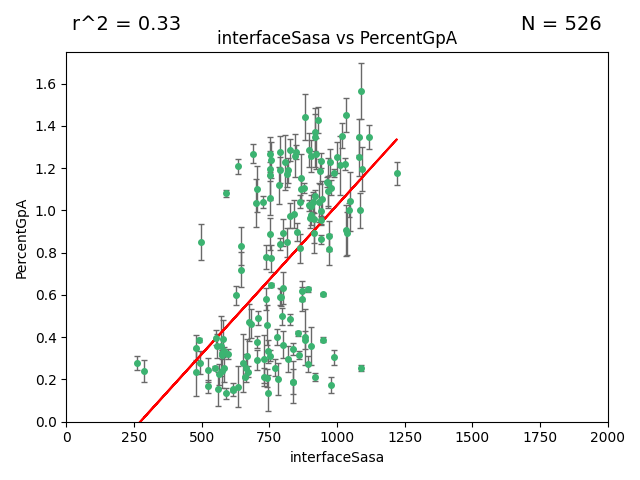 r^2 = 0.33
N = 526
interfaceSasa vs PercentGpA
PercentGpA
1.6
1.4
1.2
1.0
0.8
0.6
0.4
0.2
0.0
0 250 500 750 1000 1250 1500 1750 2000
interfaceSasa